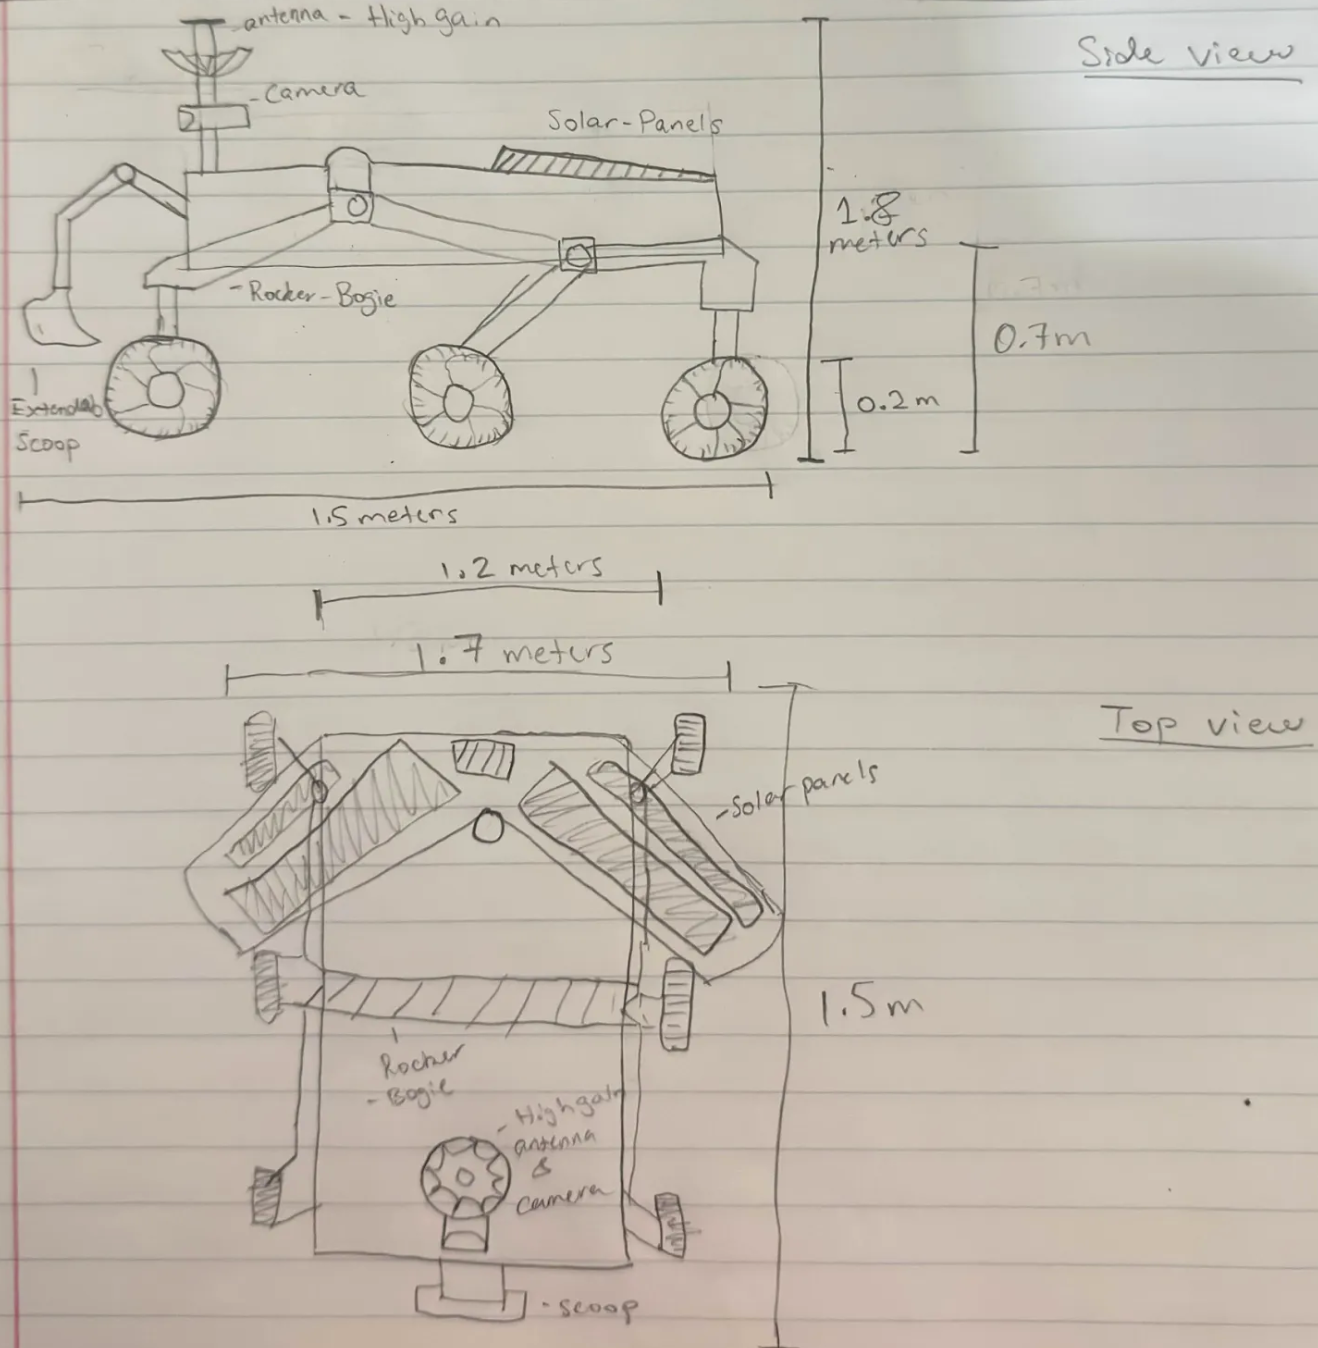 -antenna - High gain
Side view
-Camera
Solar-Panels
1.8
meters
-Rocker-Bogie
0.7m
0.2m
Extendab
Scoop
1.5 meters
1.2 meters
1.7 meters
Top view
-Solar panels
1.5m
Rocker
-Bogie
-High gain
antenna
&
camera
-scoop